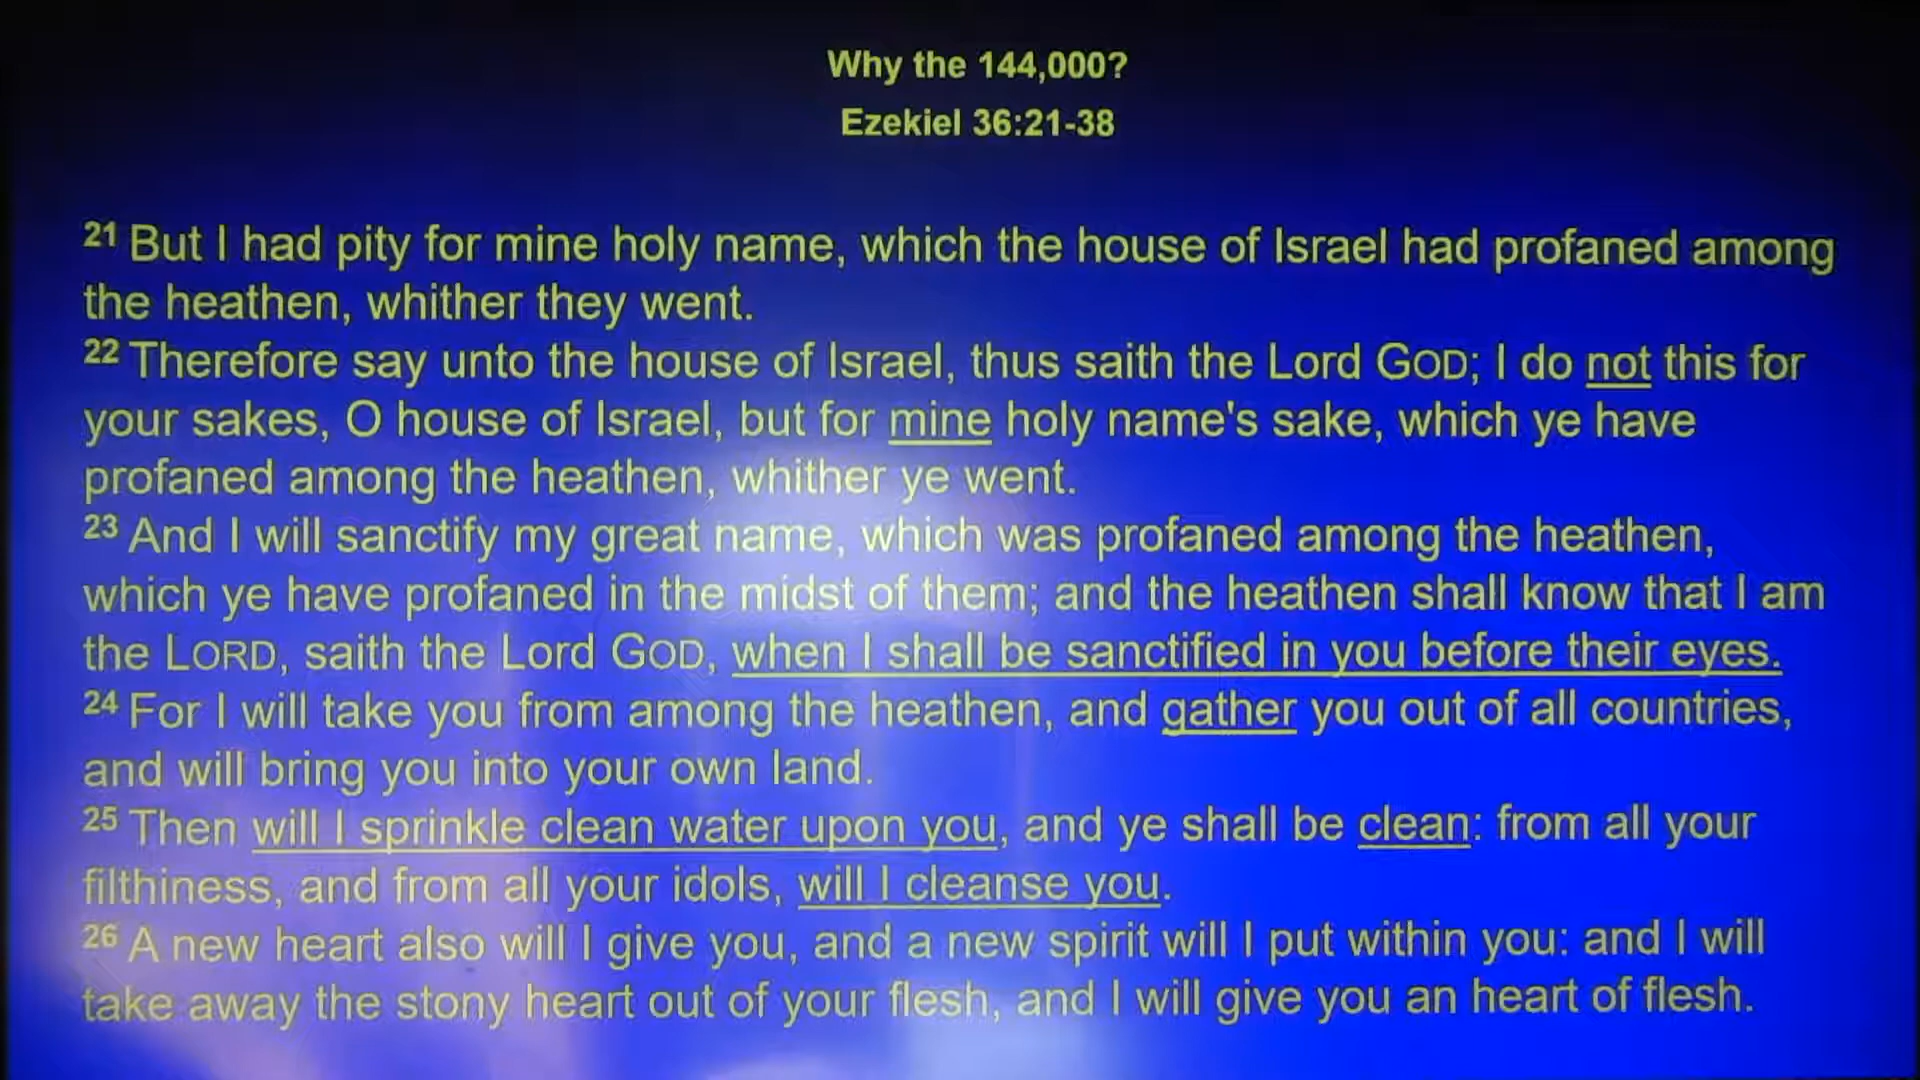 Why the 144,000?
Ezekiel 36:21-38
21 But I had pity for mine holy name, which the house of Israel had profaned among
the heathen, whither they went.
22 Therefore say unto the house of Israel, thus saith the Lord GOD; I do not this for
your sakes, O house of Israel, but for mine holy name's sake, which ye have
profaned among the heathen, whither ye went.
23 And I will sanctify my great name, which was profaned among the heathen,
which ye have profaned in the midst of them; and the heathen shall know that I am
the LORD, saith the Lord GOD, when I shall be sanctified in you before their eyes.
24 For I will take you from among the heathen, and gather you out of all countries,
and will bring you into your own land.
25 Then will I sprinkle clean water upon you, and ye shall be clean: from all your
filthiness, and from all your idols, will I cleanse you.
26 A new heart also will I give you, and a new spirit will I put within you: and I will
take away the stony heart out of your flesh, and I will give you an heart of flesh.